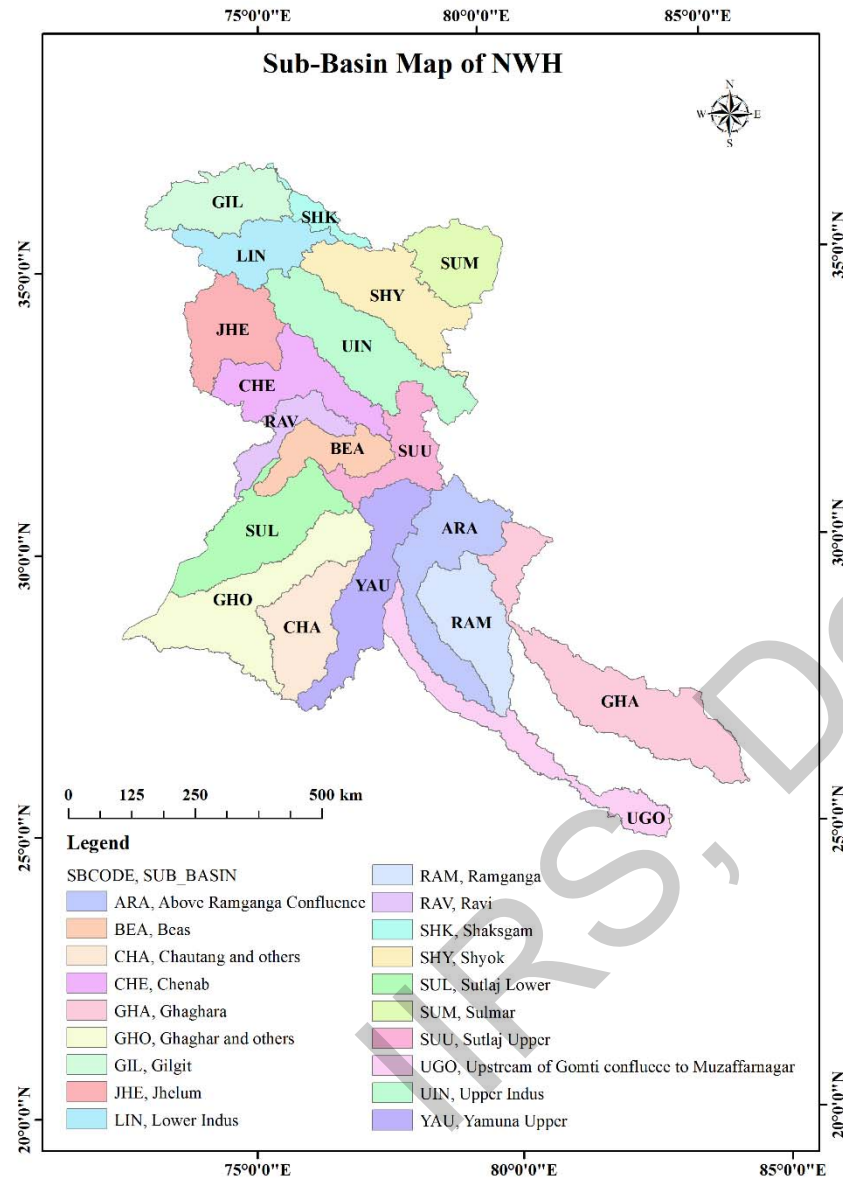 75°0'0"E 80°0'0"E 85°0'0"E
Sub-Basin Map of NWH
N
W E
S
GIL
SHK
35°0'0"N
LIN
SUM
35°0'0"N
SHY
JHE
UIN
CHE
RAV
BEA
SUU
SUL
ARA
30°0'0"N
30°0'0"N
YAU
GHO
CHA
RAM
GHA
UGO
25°0'0"N
25°0'0"N
0 125 250 500 km
Legend
SBCODE, SUB_BASIN
ARA, Above Ramganga Confluence
BEA, Beas
CHA, Chautang and others
CHE, Chenab
GHA, Ghaghara
GHO, Ghaghar and others
GIL, Gilgit
JHE, Jhelum
LIN, Lower Indus
RAM, Ramganga
RAV, Ravi
SHK, Shaksgam
SHY, Shyok
SUL, Sutlaj Lower
SUM, Sulmar
SUU, Sutlaj Upper
UGO, Upstream of Gomti confluece to Muzaffarnagar
UIN, Upper Indus
YAU, Yamuna Upper
20°0'0"N
20°0'0"N
75°0'0"E 80°0'0"E 85°0'0"E
IIRS,